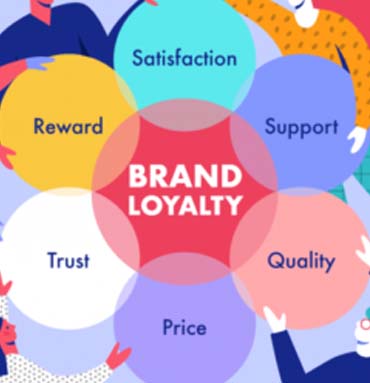 Satisfaction
Reward
Support
BRAND
LOYALTY
Trust
Quality
Price